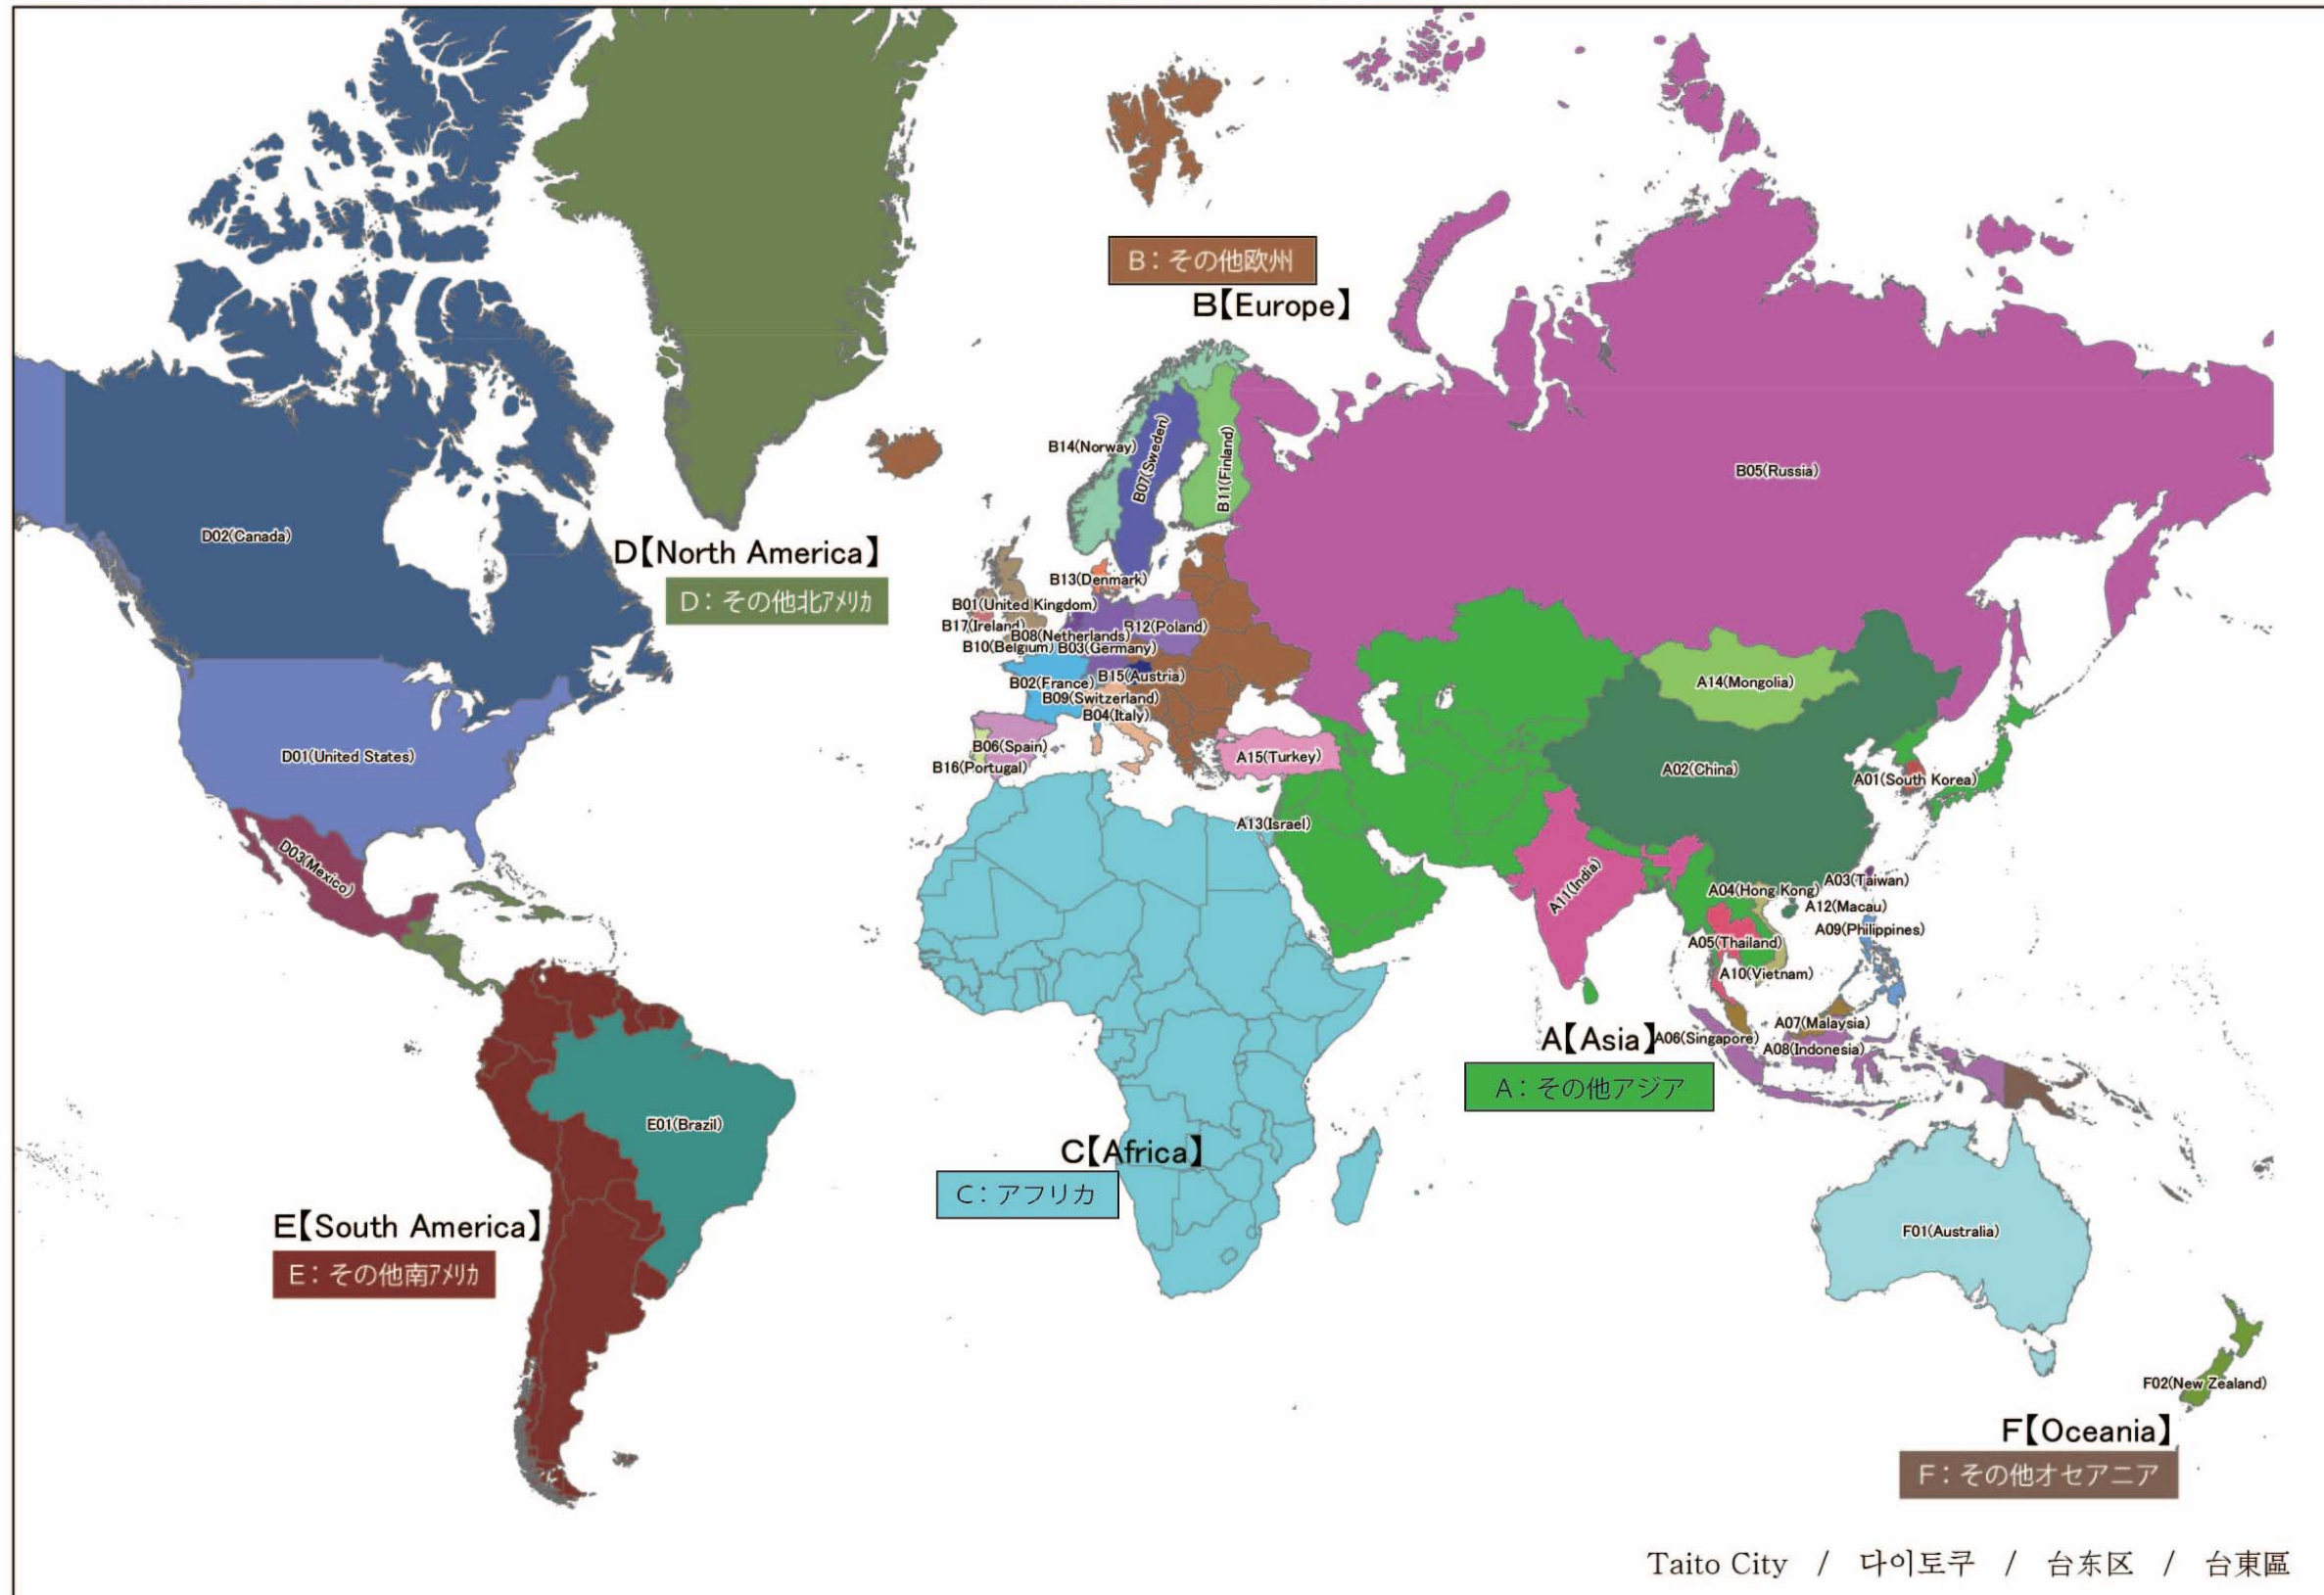 B：その他欧州
B【Europe】
B14(Norway)
B07(Sweden)
B11(Finland)
B05(Russia)
D02(Canada)
D【North America】
D：その他北アメリカ
B13(Denmark)
B01(United Kingdom)
B17(Ireland)
B12(Poland)
B08(Netherlands)
B10(Belgium)
B03(Germany)
B15(Austria)
B02(France)
B09(Switzerland)
B04(Italy)
B06(Spain)
B16(Portugal)
A14(Mongolia)
D01(United States)
A15(Turkey)
A02(China)
A01(South Korea)
A13(Israel)
D03(Mexico)
A11(India)
A04(Hong Kong)
A03(Taiwan)
A12(Macau)
A09(Philippines)
A05(Thailand)
A10(Vietnam)
A07(Malaysia)
A【Asia】
A06(Singapore)
A08(Indonesia)
A：その他アジア
E01(Brazil)
C【Africa】
C：アフリカ
E【South America】
E：その他南アメリカ
F01(Australia)
F02(New Zealand)
F【Oceania】
F：その他オセアニア
Taito City / 다이토쿠 / 台东区 / 台東區